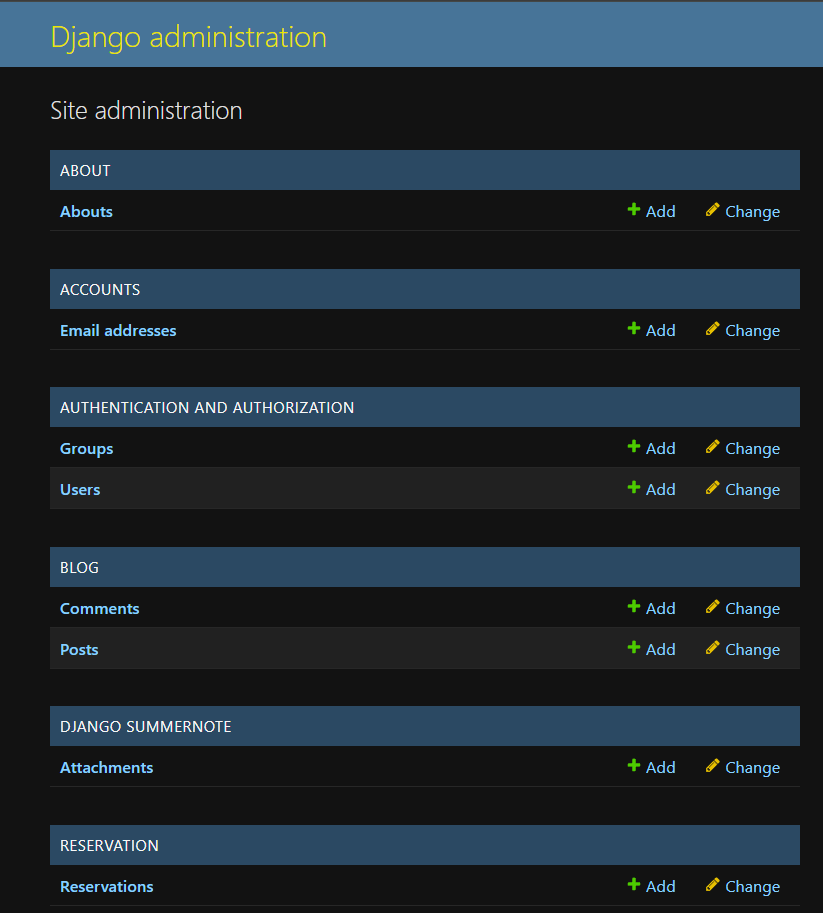 Django administration
Site administration
ABOUT
Abouts Add Change
ACCOUNTS
Email addresses Add Change
AUTHENTICATION AND AUTHORIZATION
Groups Add Change
Users Add Change
BLOG
Comments Add Change
Posts Add Change
DJANGO SUMMERNOTE
Attachments Add Change
RESERVATION
Reservations Add Change